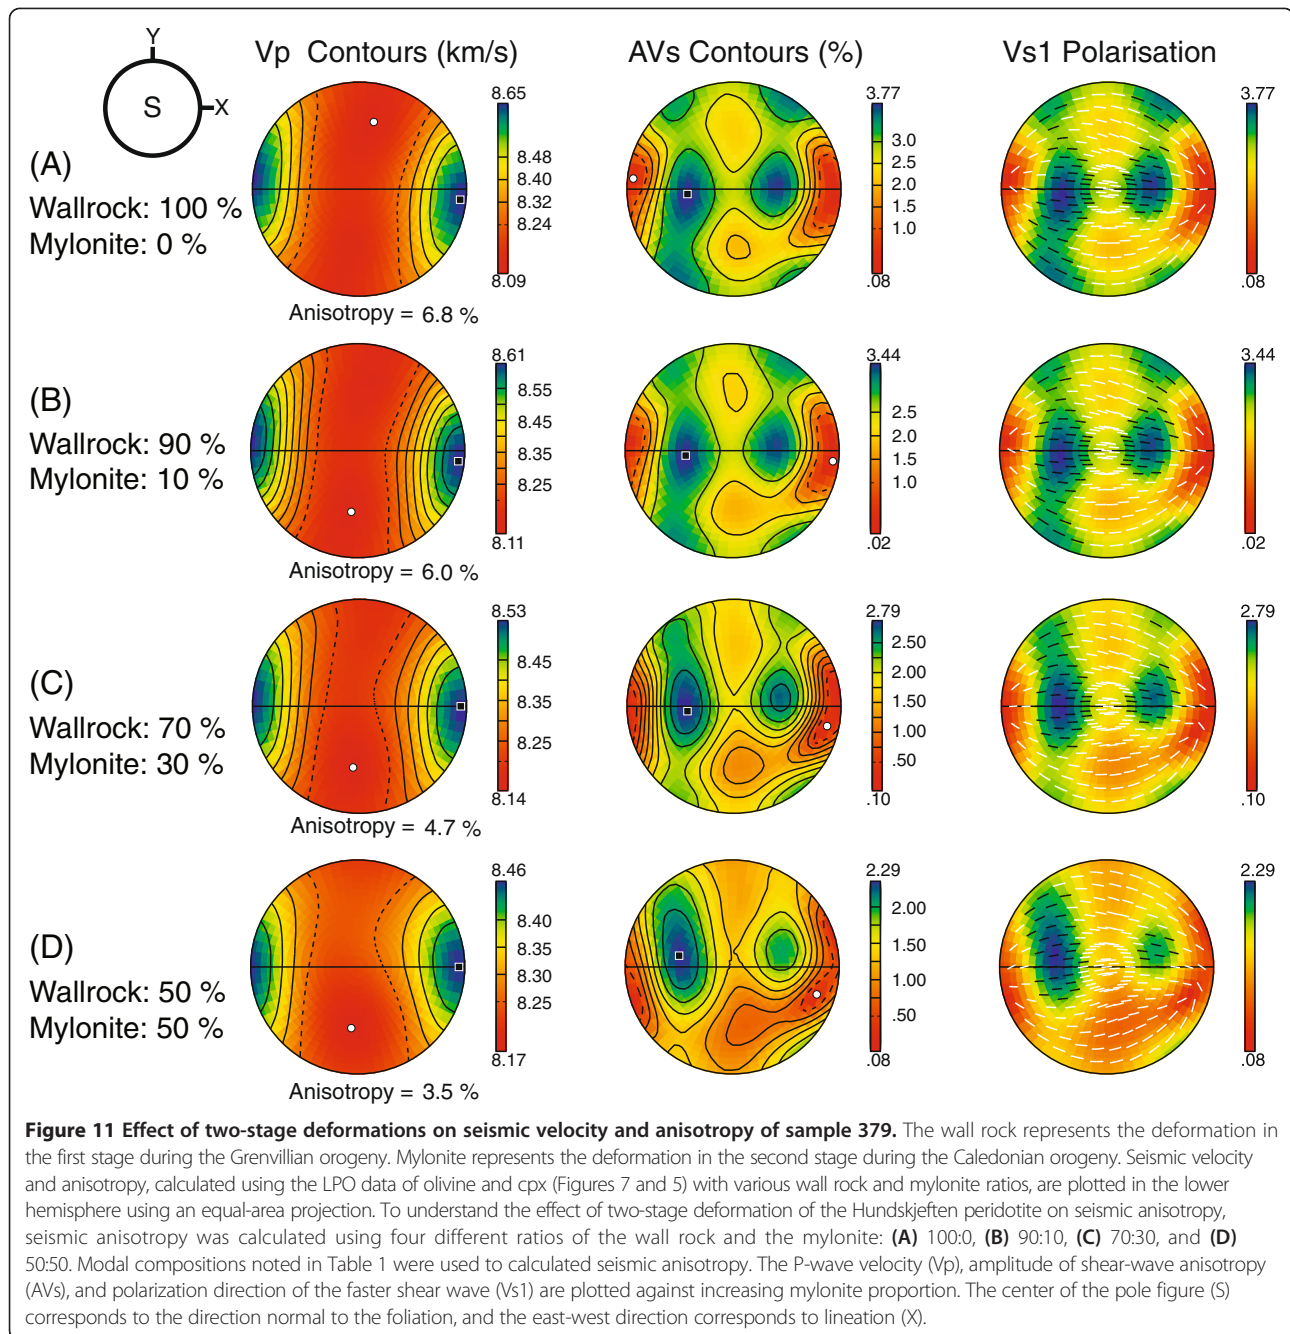 Y
S
X
Vp Contours (km/s)
AVs Contours (%)
Vs1 Polarisation
(A)
Wallrock: 100 %
Mylonite: 0 %
8.65
8.48
8.40
8.32
8.24
8.09
Anisotropy = 6.8 %
3.77
3.0
2.5
2.0
1.5
1.0
.08
3.77
.08
(B)
Wallrock: 90 %
Mylonite: 10 %
8.61
8.55
8.45
8.35
8.25
8.11
Anisotropy = 6.0 %
3.44
2.5
2.0
1.5
1.0
.02
3.44
.02
(C)
Wallrock: 70 %
Mylonite: 30 %
8.53
8.45
8.35
8.25
8.14
Anisotropy = 4.7 %
2.79
2.50
2.00
1.50
1.00
.50
.10
2.79
.10
(D)
Wallrock: 50 %
Mylonite: 50 %
8.46
8.40
8.35
8.30
8.25
8.17
Anisotropy = 3.5 %
2.29
2.00
1.50
1.00
.50
.08
2.29
.08
Figure 11 Effect of two-stage deformations on seismic velocity and anisotropy of sample 379. The wall rock represents the deformation in
the first stage during the Grenvillian orogeny. Mylonite represents the deformation in the second stage during the Caledonian orogeny. Seismic velocity
and anisotropy, calculated using the LPO data of olivine and cpx (Figures 7 and 5) with various wall rock and mylonite ratios, are plotted in the lower
hemisphere using an equal-area projection. To understand the effect of two-stage deformation of the Hundskjeften peridotite on seismic anisotropy,
seismic anisotropy was calculated using four different ratios of the wall rock and the mylonite: (A) 100:0, (B) 90:10, (C) 70:30, and (D)
50:50. Modal compositions noted in Table 1 were used to calculated seismic anisotropy. The P-wave velocity (Vp), amplitude of shear-wave anisotropy
(AVs), and polarization direction of the faster shear wave (Vs1) are plotted against increasing mylonite proportion. The center of the pole figure (S)
corresponds to the direction normal to the foliation, and the east-west direction corresponds to lineation (X).